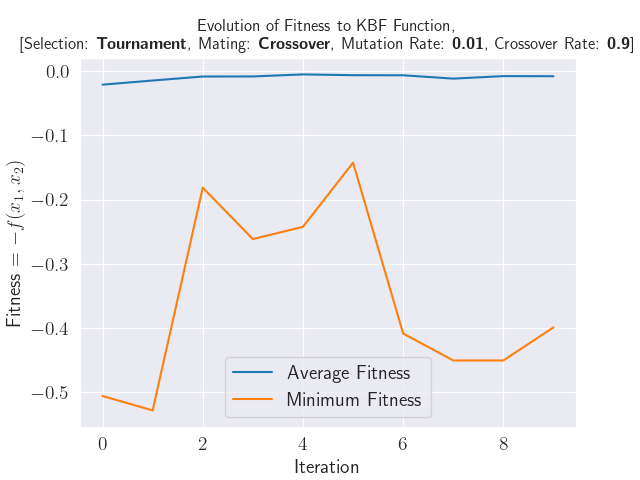 Evolution of Fitness to KBF Function,
[Selection: Tournament, Mating: Crossover, Mutation Rate: 0.01, Crossover Rate: 0.9]
0.0
−0.1
−0.2
−0.3
−0.4
−0.5
Fitness = −f(x₁, x₂)
Average Fitness
Minimum Fitness
0 2 4 6 8
Iteration